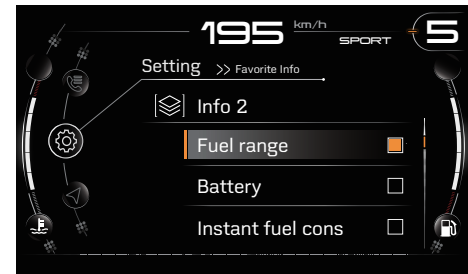 195 km/h
SPORT
5
Setting >> Favorite Info
Info 2
Fuel range
Battery
Instant fuel cons